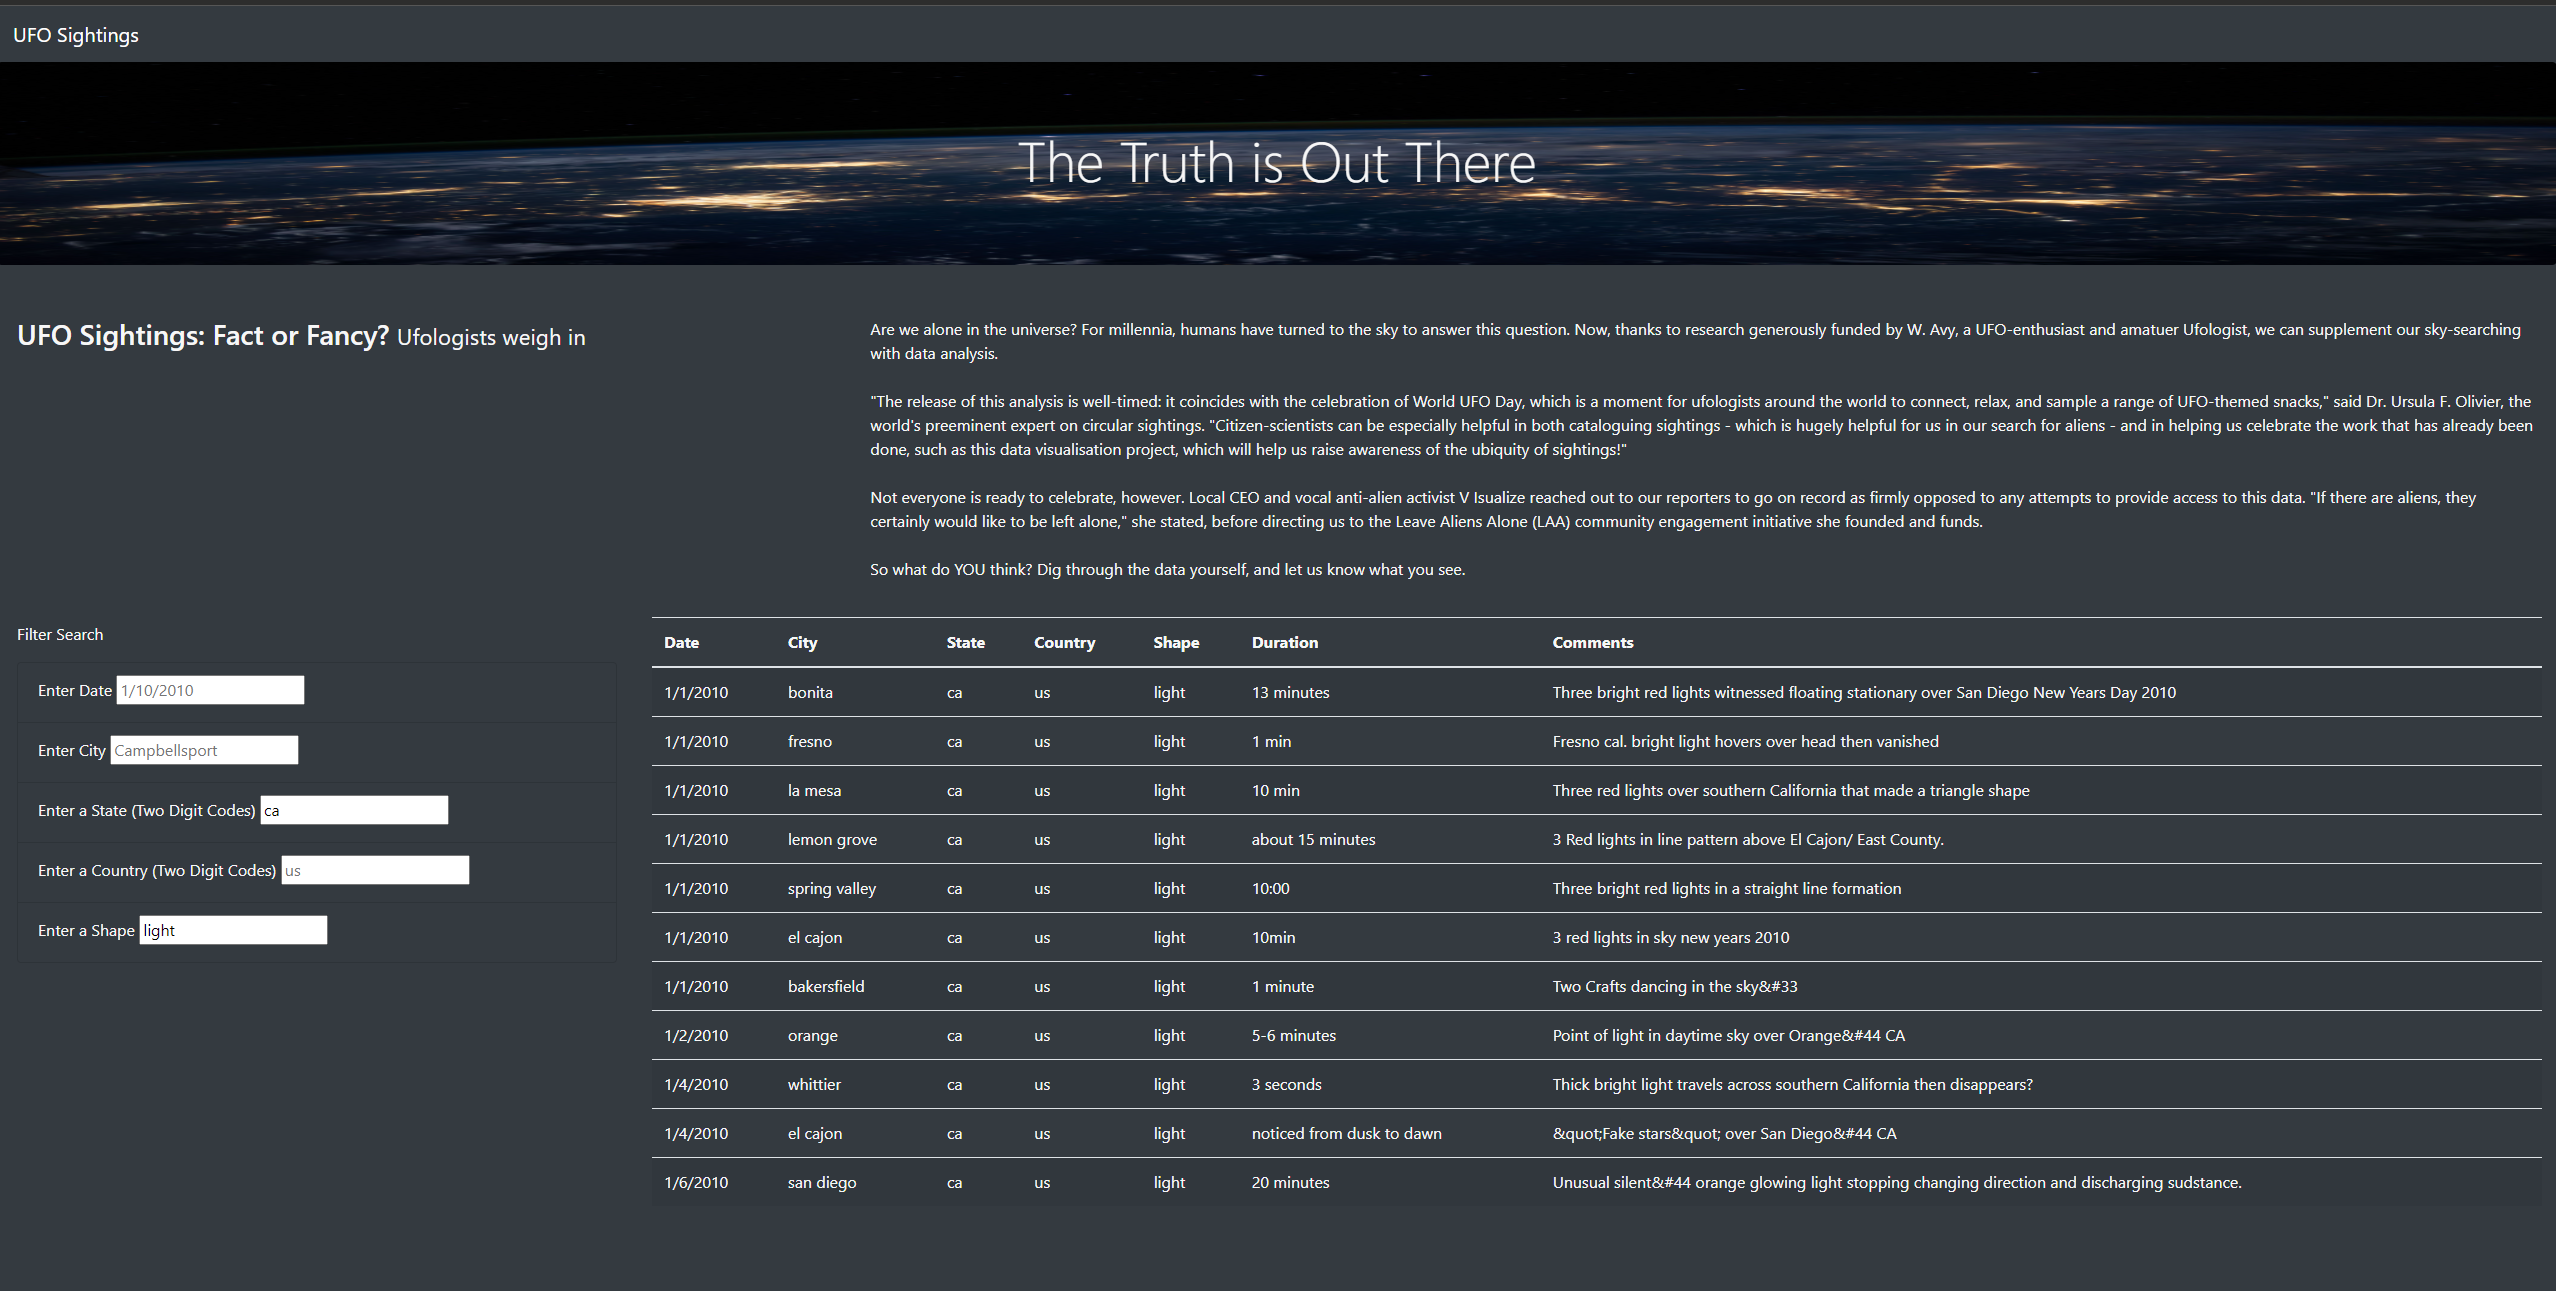 UFO Sightings
The Truth is Out There
UFO Sightings: Fact or Fancy? Ufologists weigh in
Are we alone in the universe? For millennia, humans have turned to the sky to answer this question. Now, thanks to research generously funded by W. Avy, a UFO-enthusiast and amatuer Ufologist, we can supplement our sky-searching
with data analysis.
"The release of this analysis is well-timed: it coincides with the celebration of World UFO Day, which is a moment for ufologists around the world to connect, relax, and sample a range of UFO-themed snacks," said Dr. Ursula F. Olivier, the
world's preeminent expert on circular sightings. "Citizen-scientists can be especially helpful in both cataloguing sightings - which is hugely helpful for us in our search for aliens - and in helping us celebrate the work that has already been
done, such as this data visualisation project, which will help us raise awareness of the ubiquity of sightings!"
Not everyone is ready to celebrate, however. Local CEO and vocal anti-alien activist V Isualize reached out to our reporters to go on record as firmly opposed to any attempts to provide access to this data. "If there are aliens, they
certainly would like to be left alone," she stated, before directing us to the Leave Aliens Alone (LAA) community engagement initiative she founded and funds.
So what do YOU think? Dig through the data yourself, and let us know what you see.
Filter Search
Enter Date 1/10/2010
Enter City Campbellsport
Enter a State (Two Digit Codes) ca
Enter a Country (Two Digit Codes) us
Enter a Shape light
Date City State Country Shape Duration Comments
1/1/2010 bonita ca us light 13 minutes Three bright red lights witnessed floating stationary over San Diego New Years Day 2010
1/1/2010 fresno ca us light 1 min Fresno cal. bright light hovers over head then vanished
1/1/2010 la mesa ca us light 10 min Three red lights over southern California that made a triangle shape
1/1/2010 lemon grove ca us light about 15 minutes 3 Red lights in line pattern above El Cajon/ East County.
1/1/2010 spring valley ca us light 10:00 Three bright red lights in a straight line formation
1/1/2010 el cajon ca us light 10min 3 red lights in sky new years 2010
1/1/2010 bakersfield ca us light 1 minute Two Crafts dancing in the sky&#33
1/2/2010 orange ca us light 5-6 minutes Point of light in daytime sky over Orange&#44 CA
1/4/2010 whittier ca us light 3 seconds Thick bright light travels across southern California then disappears?
1/4/2010 el cajon ca us light noticed from dusk to dawn &quot;Fake stars&quot; over San Diego&#44 CA
1/6/2010 san diego ca us light 20 minutes Unusual silent&#44 orange glowing light stopping changing direction and discharging sudstance.